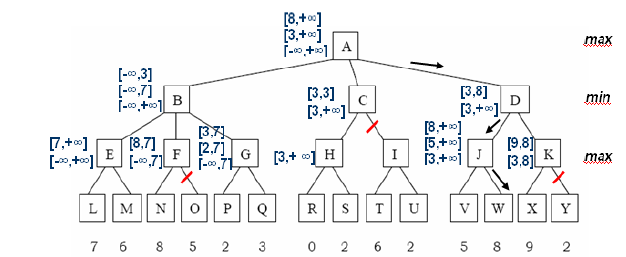 [8,+∞]
[3,+∞]
[-∞,+∞]
A
max
[-∞,3]
[-∞,7]
[-∞,+∞]
B
[3,3]
[3,+∞]
C
[3,8]
[3,+∞]
D
min
[7,+∞]
[-∞,+∞]
E
[8,7]
[-∞,7]
F
[3,7]
[2,7]
[-∞,7]
G
[3,+ ∞]
H
I
[8,+∞]
[5,+∞]
[3,+∞]
J
[9,8]
[3,8]
K
max
L M N O P Q R S T U V W X Y
7 6 8 5 2 3 0 2 6 2 5 8 9 2